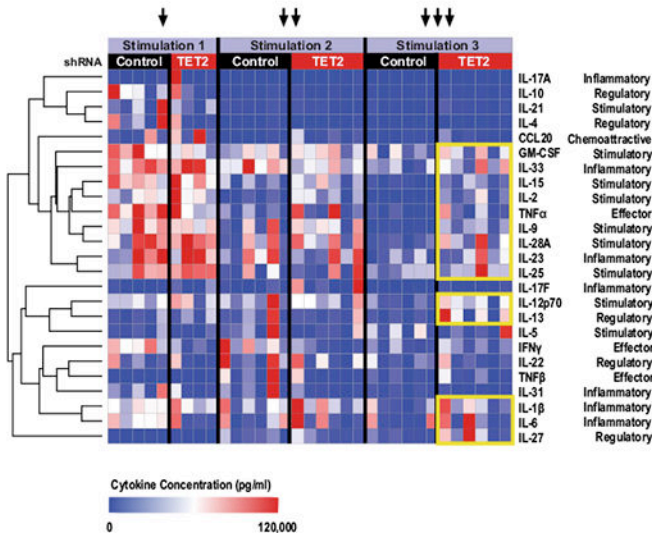 Stimulation 1 Stimulation 2 Stimulation 3
shRNA Control TET2 Control TET2 Control TET2
IL-17A Inflammatory
IL-10 Regulatory
IL-21 Stimulatory
IL-4 Regulatory
CCL20 Chemoattractive
GM-CSF Stimulatory
IL-33 Inflammatory
IL-15 Stimulatory
IL-2 Stimulatory
TNFα Effector
IL-9 Stimulatory
IL-28A Stimulatory
IL-23 Inflammatory
IL-25 Stimulatory
IL-17F Inflammatory
IL-12p70 Stimulatory
IL-13 Regulatory
IL-5 Stimulatory
IFNγ Effector
IL-22 Regulatory
TNFβ Effector
IL-31 Inflammatory
IL-1β Inflammatory
IL-6 Inflammatory
IL-27 Regulatory
Cytokine Concentration (pg/ml)
0 120,000